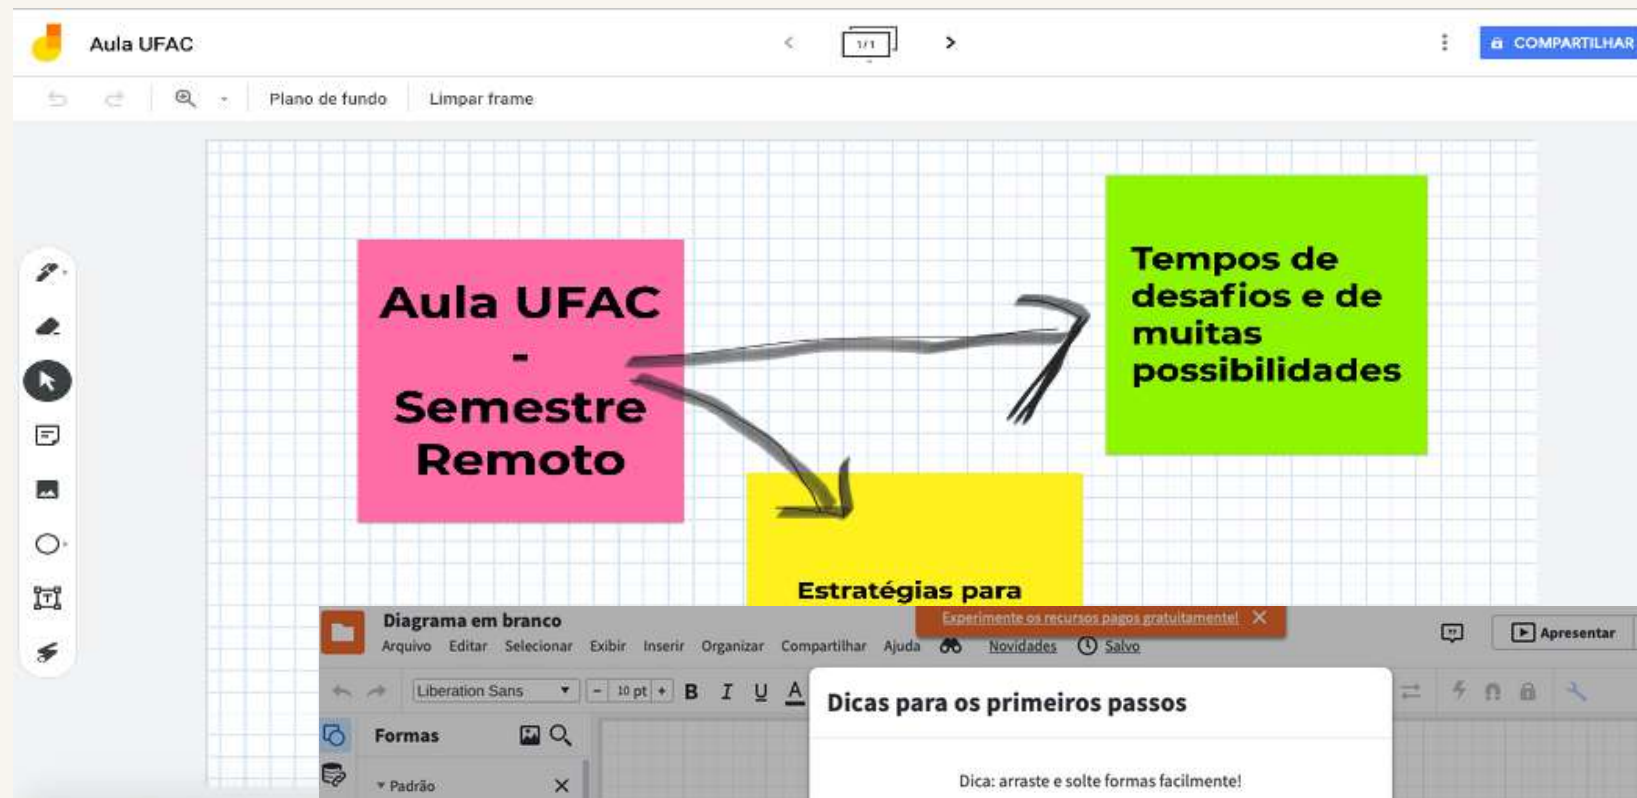 Aula UFAC
1/1
COMPARTILHAR
Plano de fundo
Limpar frame
Aula UFAC
-
Semestre
Remoto
Tempos de
desafios e de
muitas
possibilidades
Estratégias para
Diagrama em branco
Experimente os recursos pagos gratuitamente!
Arquivo Editar Selecionar Exibir Inserir Organizar Compartilhar Ajuda Novidades Salvo
Apresentar
Liberation Sans - 10 pt + B I U A
Dicas para os primeiros passos
Formas
Padrão
Dica: arraste e solte formas facilmente!